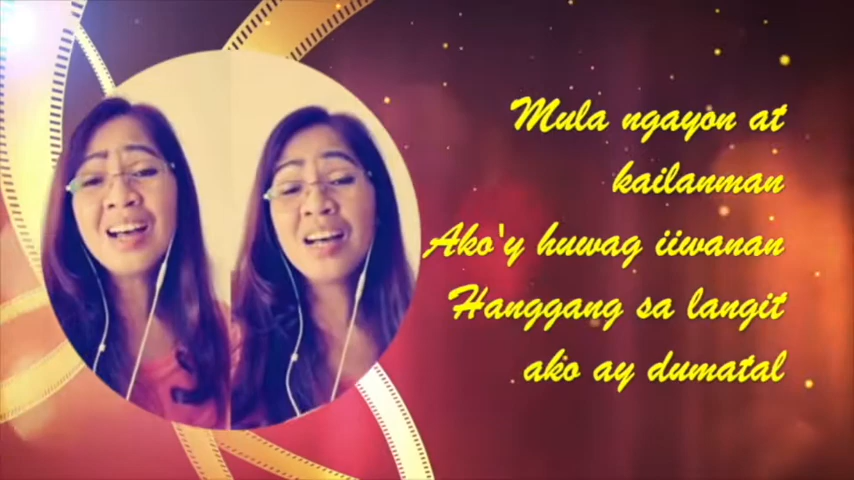 Mula ngayon at
kailanman
Ako'y huwag iiwanan
Hanggang sa langit
ako ay dumatal